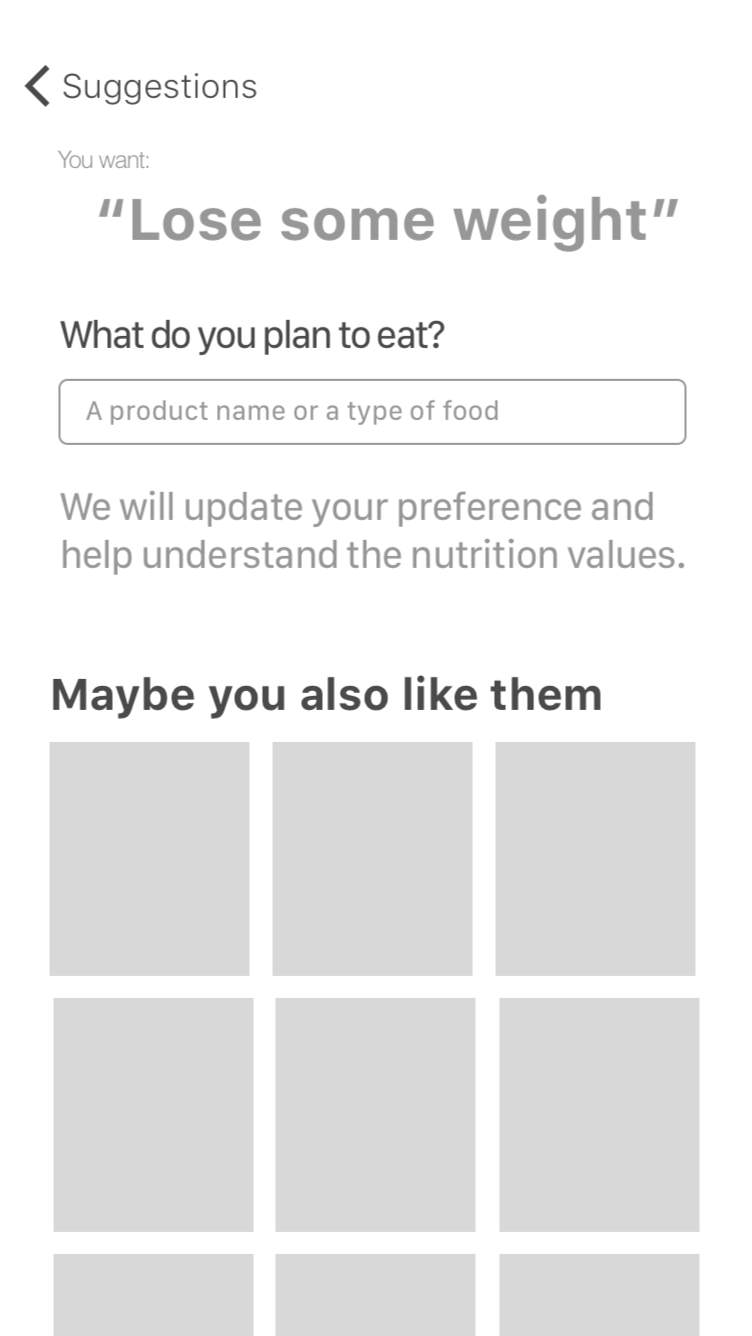 Suggestions
You want:
“Lose some weight”
What do you plan to eat?
A product name or a type of food
We will update your preference and
help understand the nutrition values.
Maybe you also like them